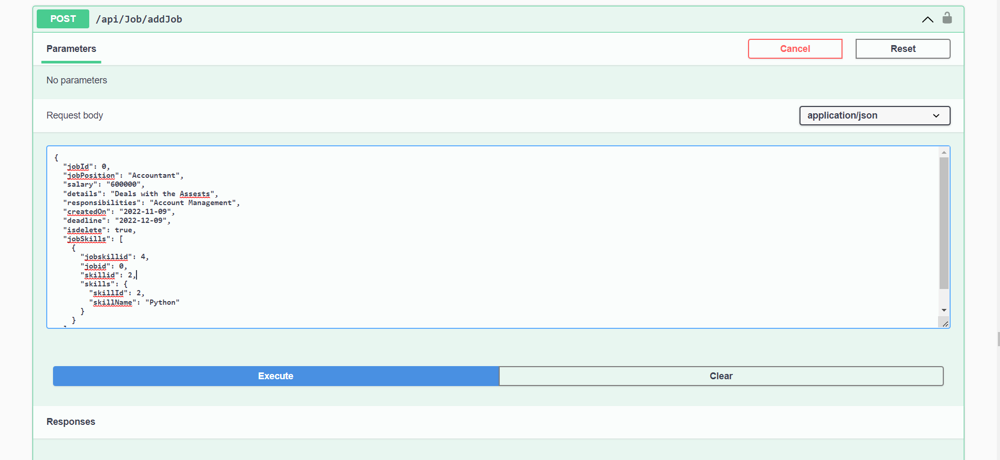 POST /api/Job/addJob
Parameters
Cancel
Reset
No parameters
Request body
application/json
{
  "jobId": 0,
  "jobPosition": "Accountant",
  "salary": "600000",
  "details": "Deals with the Assests",
  "responsibilities": "Account Management",
  "createdOn": "2022-11-09",
  "deadline": "2022-12-09",
  "isdelete": true,
  "jobSkills": [
    {
      "jobskillid": 4,
      "jobid": 0,
      "skillid": 2,
      "skills": {
        "skillId": 2,
        "skillName": "Python"
      }
    }
Execute
Clear
Responses